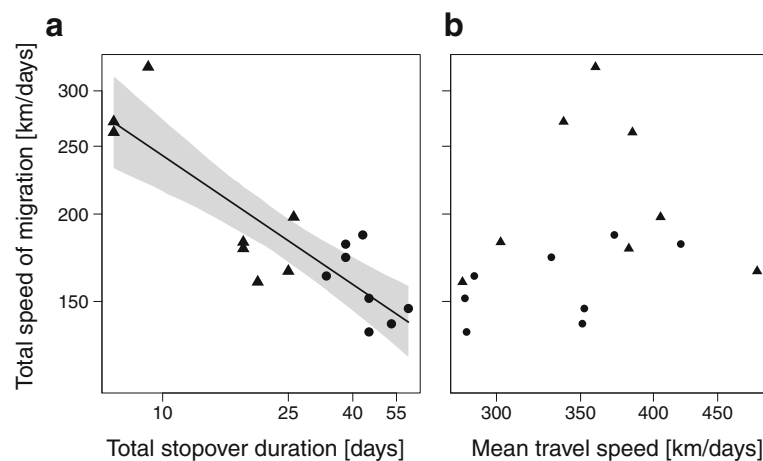 a
b
Total speed of migration [km/days]
300
250
200
150
10
25
40
55
300
350
400
450
Total stopover duration [days]
Mean travel speed [km/days]